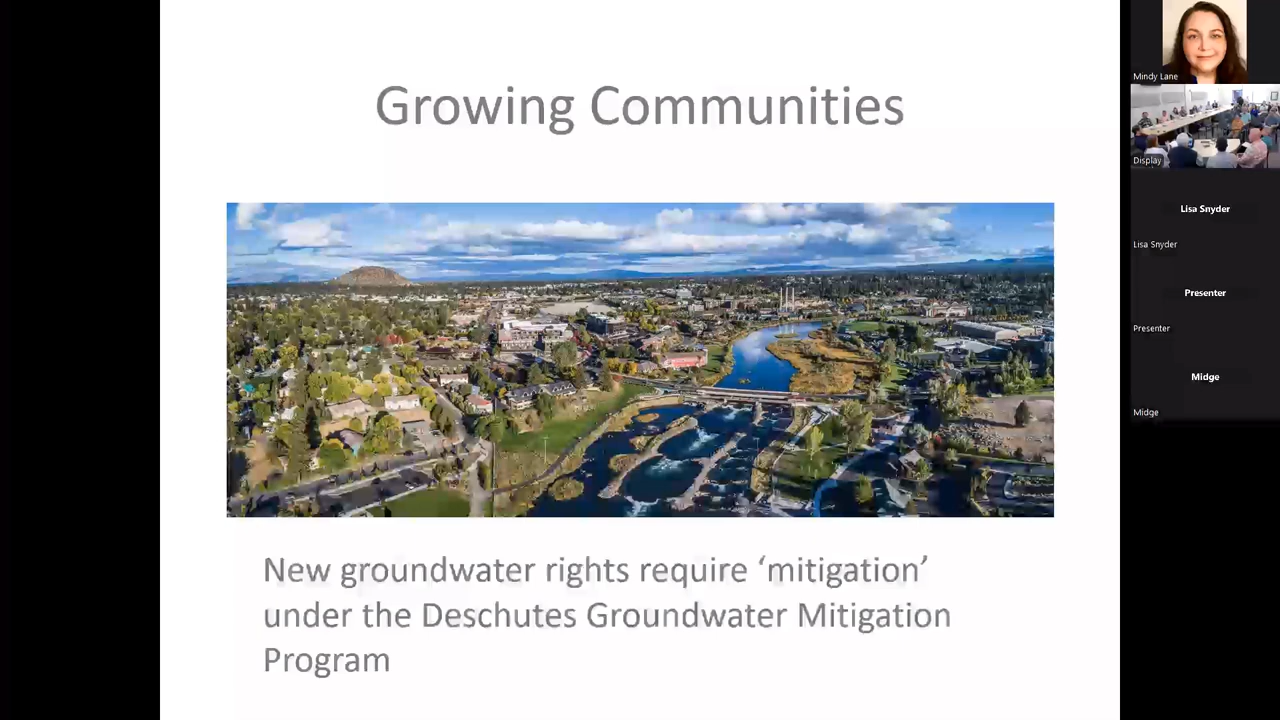 Growing Communities
New groundwater rights require ‘mitigation’
under the Deschutes Groundwater Mitigation
Program
Mindy Lane
Display
Lisa Snyder
Lisa Snyder
Presenter
Presenter
Midge
Midge